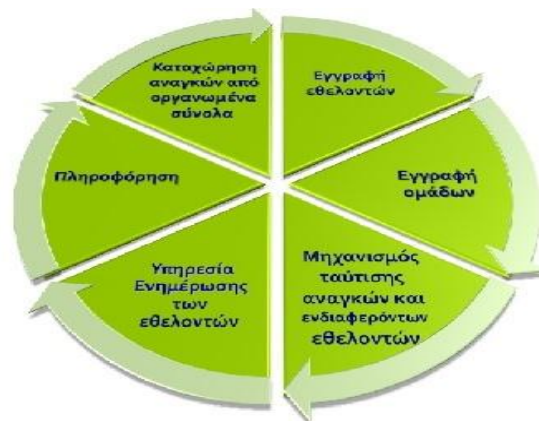 Καταχώρηση
αναγκών από
οργανωμένα
σύνολα
Εγγραφή
εθελοντών
Εγγραφή
ομάδων
Μηχανισμός
ταύτισης
αναγκών και
ενδιαφερόντων
εθελοντών
Υπηρεσία
Ενημέρωσης
των
εθελοντών
Πληροφόρηση